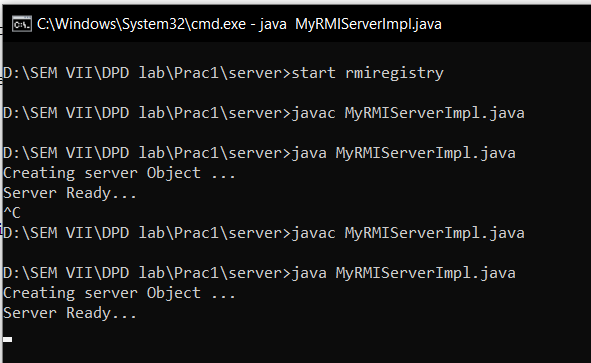 C:\Windows\System32\cmd.exe - java  MyRMIServerImpl.java
D:\SEM VII\DPD lab\Prac1\server>start rmiregistry
D:\SEM VII\DPD lab\Prac1\server>javac MyRMIServerImpl.java
D:\SEM VII\DPD lab\Prac1\server>java MyRMIServerImpl.java
Creating server Object ...
Server Ready...
^C
D:\SEM VII\DPD lab\Prac1\server>javac MyRMIServerImpl.java
D:\SEM VII\DPD lab\Prac1\server>java MyRMIServerImpl.java
Creating server Object ...
Server Ready...